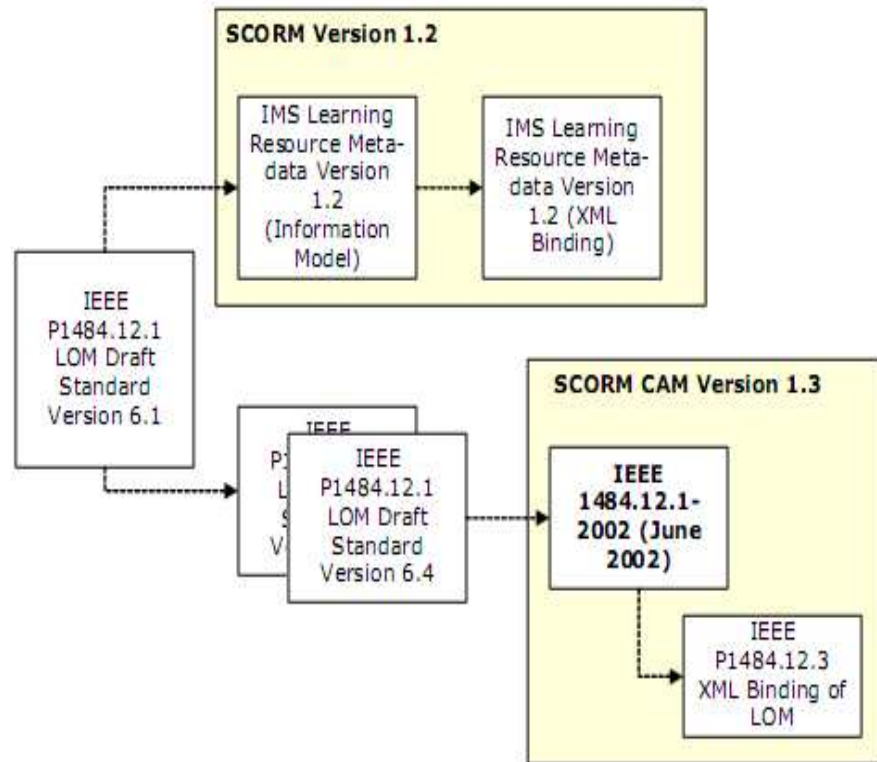 SCORM Version 1.2
IMS Learning
Resource Meta-
data Version
1.2
(Information
Model)
IMS Learning
Resource Meta-
data Version
1.2 (XML
Binding)
IEEE
P1484.12.1
LOM Draft
Standard
Version 6.1
SCORM CAM Version 1.3
IEEE
IEEE
P1484.12.1
LOM Draft
Standard
Version 6.4
IEEE
1484.12.1-
2002 (June
2002)
IEEE
P1484.12.3
XML Binding of
LOM